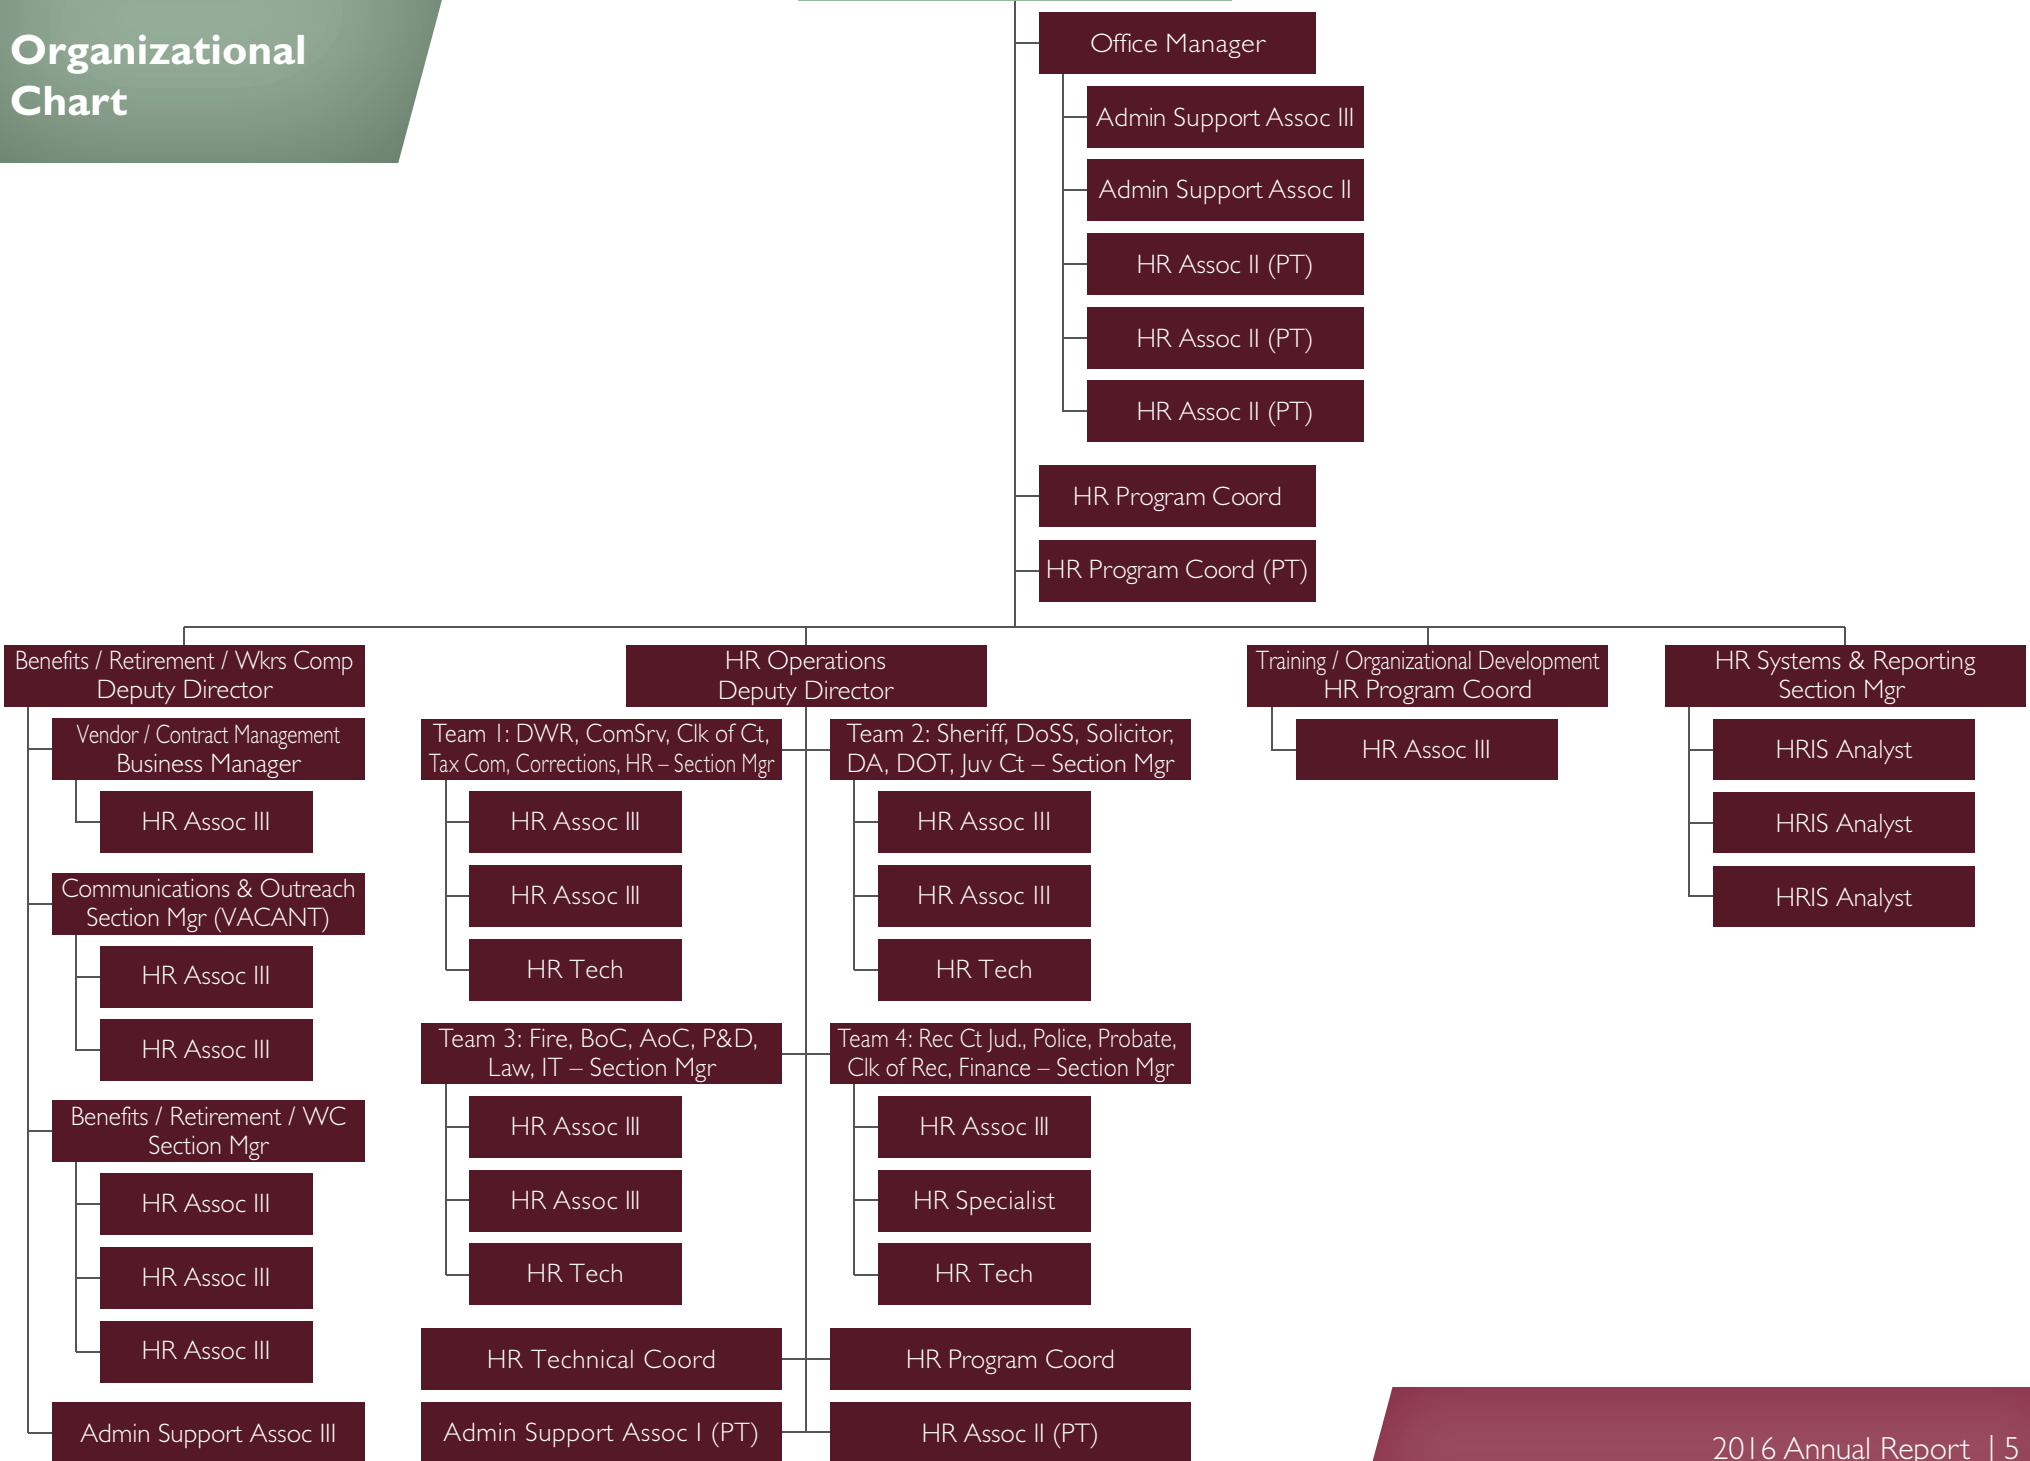 Organizational
Chart
Office Manager
Admin Support Assoc III
Admin Support Assoc II
HR Assoc II (PT)
HR Assoc II (PT)
HR Assoc II (PT)
HR Program Coord
HR Program Coord (PT)
Benefits / Retirement / Wkrs Comp
Deputy Director
Vendor / Contract Management
Business Manager
HR Assoc III
Communications & Outreach
Section Mgr (VACANT)
HR Assoc III
HR Assoc III
Benefits / Retirement / WC
Section Mgr
HR Assoc III
HR Assoc III
HR Assoc III
Admin Support Assoc III
HR Operations
Deputy Director
Team 1: DWR, ComSrv, Clk of Ct,
Tax Com, Corrections, HR – Section Mgr
HR Assoc III
HR Assoc III
HR Tech
Team 2: Sheriff, DoSS, Solicitor,
DA, DOT, Juv Ct – Section Mgr
HR Assoc III
HR Assoc III
HR Tech
Team 3: Fire, BoC, AoC, P&D,
Law, IT – Section Mgr
HR Assoc III
HR Assoc III
HR Tech
Team 4: Rec Ct Jud., Police, Probate,
Clk of Rec, Finance – Section Mgr
HR Assoc III
HR Specialist
HR Tech
HR Technical Coord
HR Program Coord
Admin Support Assoc I (PT)
HR Assoc II (PT)
Training / Organizational Development
HR Program Coord
HR Assoc III
HR Systems & Reporting
Section Mgr
HRIS Analyst
HRIS Analyst
HRIS Analyst
2016 Annual Report | 5